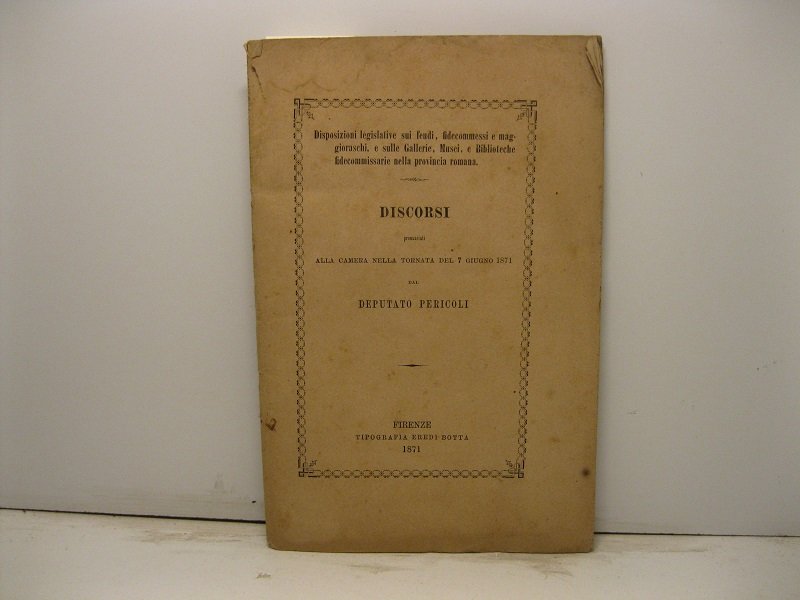 Disposizioni legislative sui feudi, fidecommessi e mag-
gioraschi, e sulle Gallerie, Musei, e Biblioteche
fidecommissarie nella provincia romana.
DISCORSI
pronunciati
ALLA CAMERA NELLA TORNATA DEL 7 GIUGNO 1871
DAL
DEPUTATO PERICOLI
FIRENZE
TIPOGRAFIA EREDI BOTTA
1871